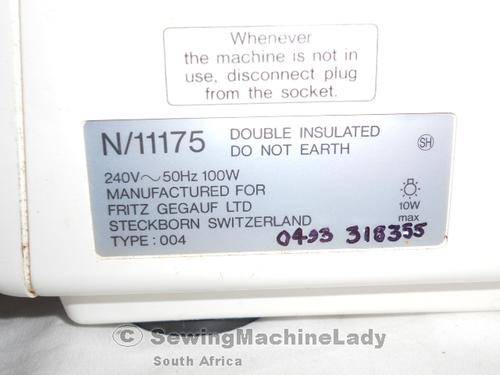 Whenever
the machine is not in
use, disconnect plug
from the socket.
N/11175 DOUBLE INSULATED
DO NOT EARTH
SH
240V~50Hz 100W
MANUFACTURED FOR
FRITZ GEGAUF LTD
STECKBORN SWITZERLAND
TYPE:004
10W
max
0493 318355
© SewingMachineLady
South Africa